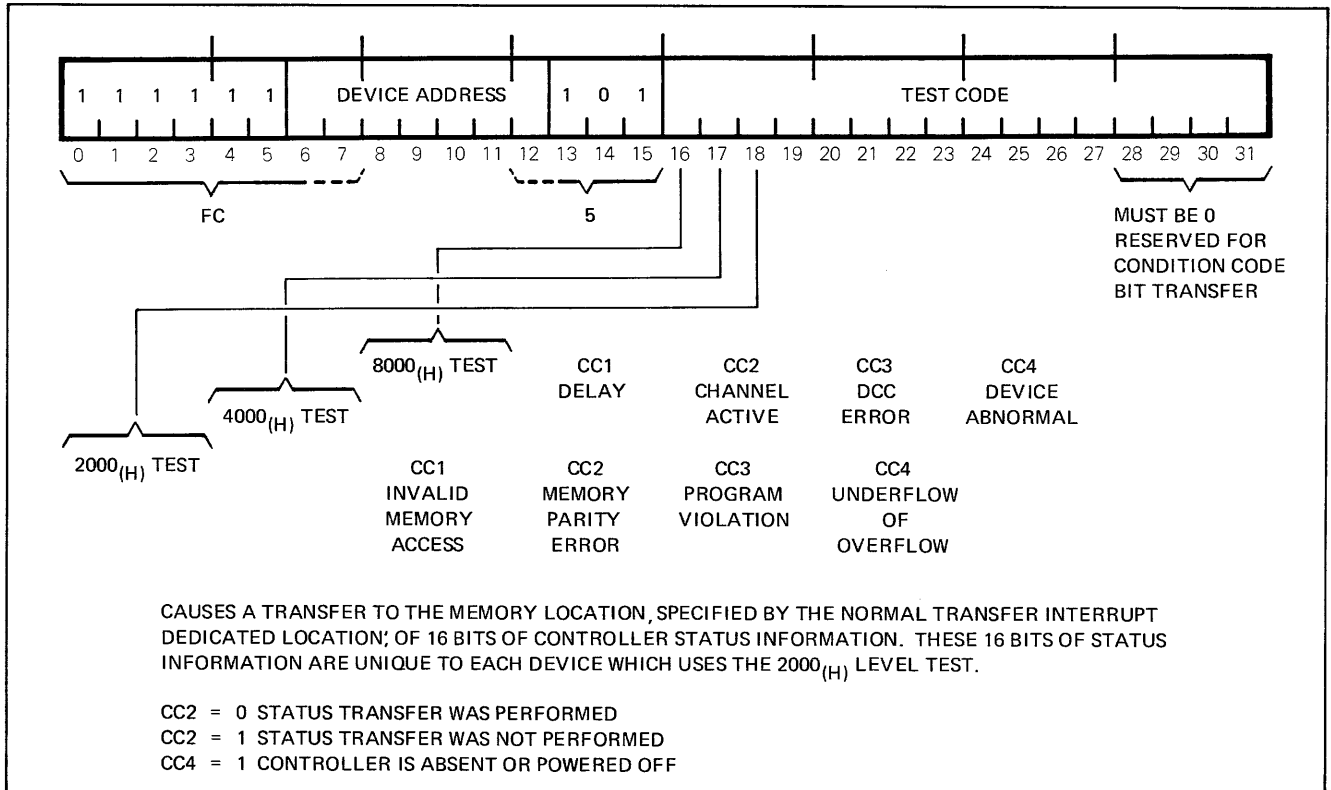 1 1 1 1 1 1 DEVICE ADDRESS 1 0 1 TEST CODE
0 1 2 3 4 5 6 7 8 9 10 11 12 13 14 15 16 17 18 19 20 21 22 23 24 25 26 27 28 29 30 31
FC 5 MUST BE 0
RESERVED FOR
CONDITION CODE
BIT TRANSFER
8000(H) TEST CC1 CC2 CC3 CC4
DELAY CHANNEL DCC DEVICE
ACTIVE ERROR ABNORMAL
4000(H) TEST
2000(H) TEST CC1 CC2 CC3 CC4
INVALID MEMORY PROGRAM UNDERFLOW
MEMORY PARITY VIOLATION OF
ACCESS ERROR OVERFLOW
CAUSES A TRANSFER TO THE MEMORY LOCATION, SPECIFIED BY THE NORMAL TRANSFER INTERRUPT
DEDICATED LOCATION; OF 16 BITS OF CONTROLLER STATUS INFORMATION. THESE 16 BITS OF STATUS
INFORMATION ARE UNIQUE TO EACH DEVICE WHICH USES THE 2000(H) LEVEL TEST.
CC2 = 0 STATUS TRANSFER WAS PERFORMED
CC2 = 1 STATUS TRANSFER WAS NOT PERFORMED
CC4 = 1 CONTROLLER IS ABSENT OR POWERED OFF